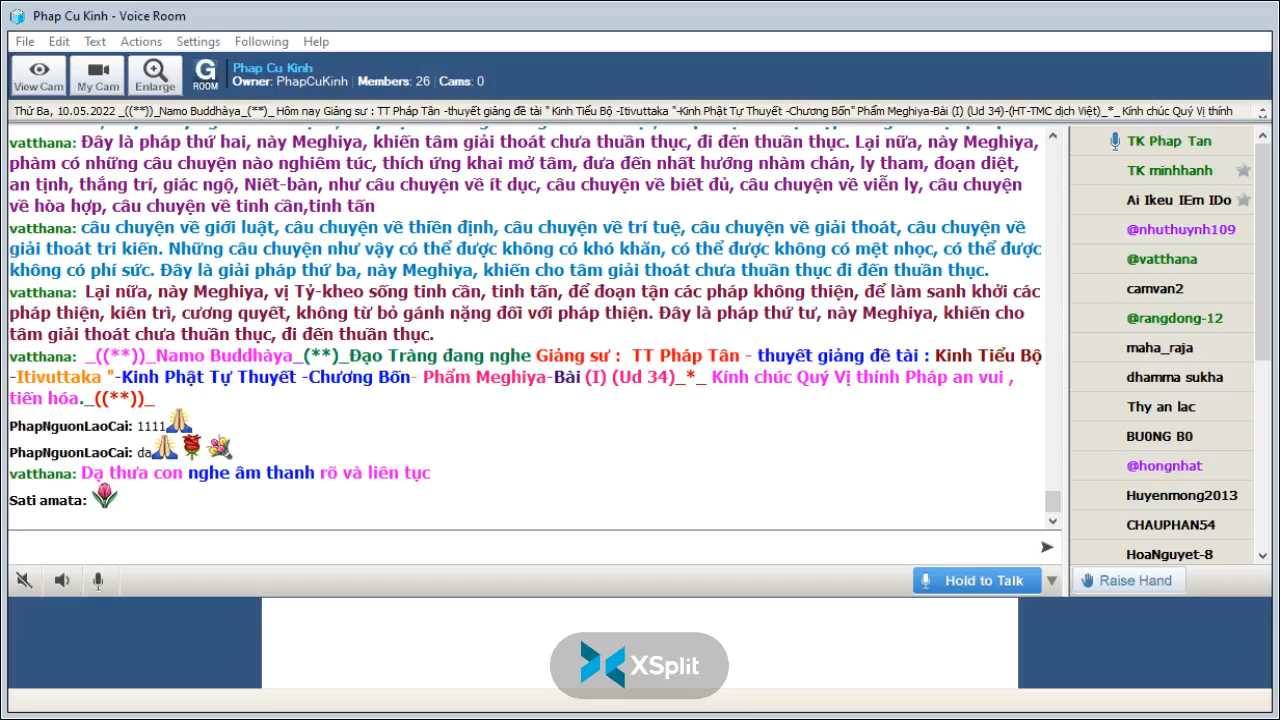 Phap Cu Kinh - Voice Room
File Edit Text Actions Settings Following Help
View Cam My Cam Enlarge G ROOM
Phap Cu Kinh
Owner: PhapCuKinh | Members: 26 | Cams: 0
Thứ Ba, 10.05.2022 _((**))_Namo Buddhàya_(**)_ Hôm nay Giảng sư : TT Pháp Tân -thuyết giảng đề tài " Kinh Tiểu Bộ -Itivuttaka "-Kinh Phật Tự Thuyết -Chương Bốn" Phẩm Meghiya-Bài (I) (Ud 34)-(HT-TMC dịch Việt)_*_ Kính chúc Quý Vị thính
vatthana: Đây là pháp thứ hai, này Meghiya, khiến tâm giải thoát chưa thuần thục, đi đến thuần thục. Lại nữa, này Meghiya,
phàm có những câu chuyện nào nghiêm túc, thích ứng khai mở tâm, đưa đến nhất hướng nhàm chán, ly tham, đoạn diệt,
an tịnh, thắng trí, giác ngộ, Niết-bàn, như câu chuyện về ít dục, câu chuyện về biết đủ, câu chuyện về viễn ly, câu chuyện
về hòa hợp, câu chuyện về tinh cần,tinh tấn
vatthana: câu chuyện về giới luật, câu chuyện về thiền định, câu chuyện về trí tuệ, câu chuyện về giải thoát, câu chuyện về
giải thoát tri kiến. Những câu chuyện như vậy có thể được không có khó khăn, có thể được không có mệt nhọc, có thể được
không có phí sức. Đây là giải pháp thứ ba, này Meghiya, khiến cho tâm giải thoát chưa thuần thục đi đến thuần thục.
vatthana: Lại nữa, này Meghiya, vị Tỷ-kheo sống tinh cần, tinh tấn, để đoạn tận các pháp không thiện, để làm sanh khởi các
pháp thiện, kiên trì, cương quyết, không từ bỏ gánh nặng đối với pháp thiện. Đây là pháp thứ tư, này Meghiya, khiến cho
tâm giải thoát chưa thuần thục, đi đến thuần thục.
vatthana: _((**))_Namo Buddhàya_(**)_Đạo Tràng đang nghe Giảng sư : TT Pháp Tân - thuyết giảng đề tài : Kinh Tiểu Bộ
-Itivuttaka "-Kinh Phật Tự Thuyết -Chương Bốn- Phẩm Meghiya-Bài (I) (Ud 34)_*_ Kính chúc Quý Vị thính Pháp an vui ,
tiến hóa._((**))_
PhapNguonLaoCai: 1111
PhapNguonLaoCai: da
vatthana: Dạ thưa con nghe âm thanh rõ và liên tục
Sati amata:
Hold to Talk
TK Phap Tan
TK minhhanh
Ai Ikeu IEm IDo
@nhuthuynh109
@vatthana
camvan2
@rangdong-12
maha_raja
dhamma sukha
Thy an lac
BU0NG B0
@hongnhat
Huyenmong2013
CHAUPHAN54
HoaNguyet-8
Raise Hand
XSplit